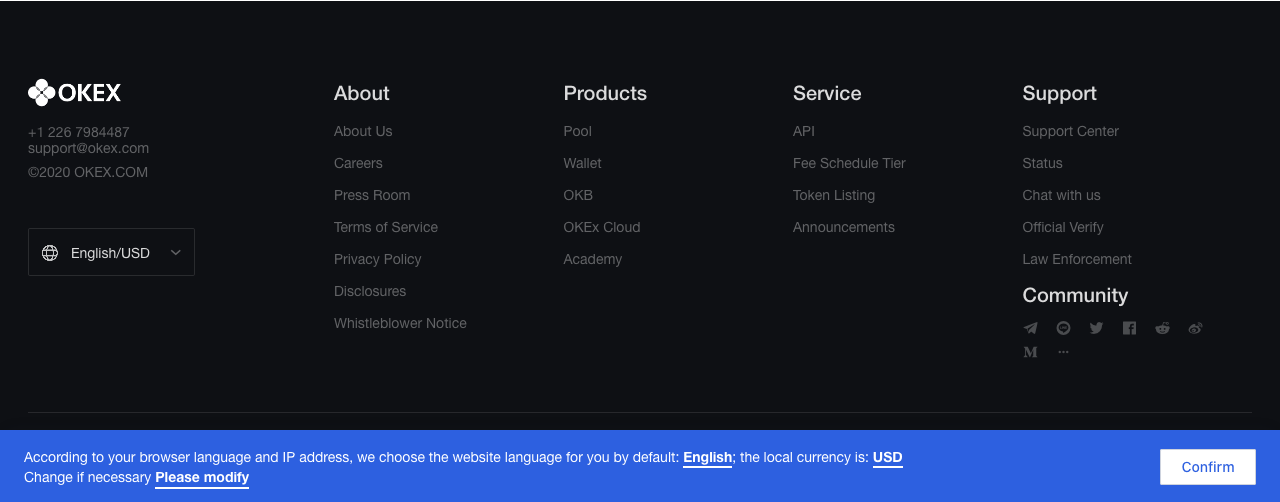 OKEX
+1 226 7984487
support@okex.com
©2020 OKEX.COM
English/USD
About
About Us
Careers
Press Room
Terms of Service
Privacy Policy
Disclosures
Whistleblower Notice
Products
Pool
Wallet
OKB
OKEx Cloud
Academy
Service
API
Fee Schedule Tier
Token Listing
Announcements
Support
Support Center
Status
Chat with us
Official Verify
Law Enforcement
Community
According to your browser language and IP address, we choose the website language for you by default: English; the local currency is: USD
Change if necessary Please modify
Confirm